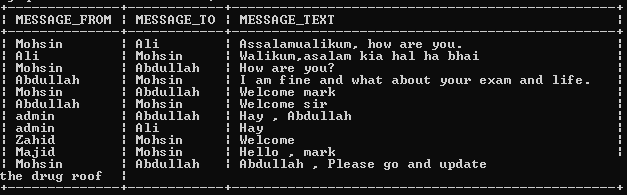 MESSAGE_FROM | MESSAGE_TO | MESSAGE_TEXT
Mohsin | Ali | Assalamualikum, how are you.
Ali | Mohsin | Walikum,asalam kia hal ha bhai
Mohsin | Abdullah | How are you?
Abdullah | Mohsin | I am fine and what about your exam and life.
Mohsin | Abdullah | Welcome mark
Abdullah | Mohsin | Welcome sir
admin | Abdullah | Hay , Abdullah
admin | Ali | Hay
Zahid | Mohsin | Welcome
Majid | Mohsin | Hello , mark
Mohsin | Abdullah | Abdullah , Please go and update
the drug roof |